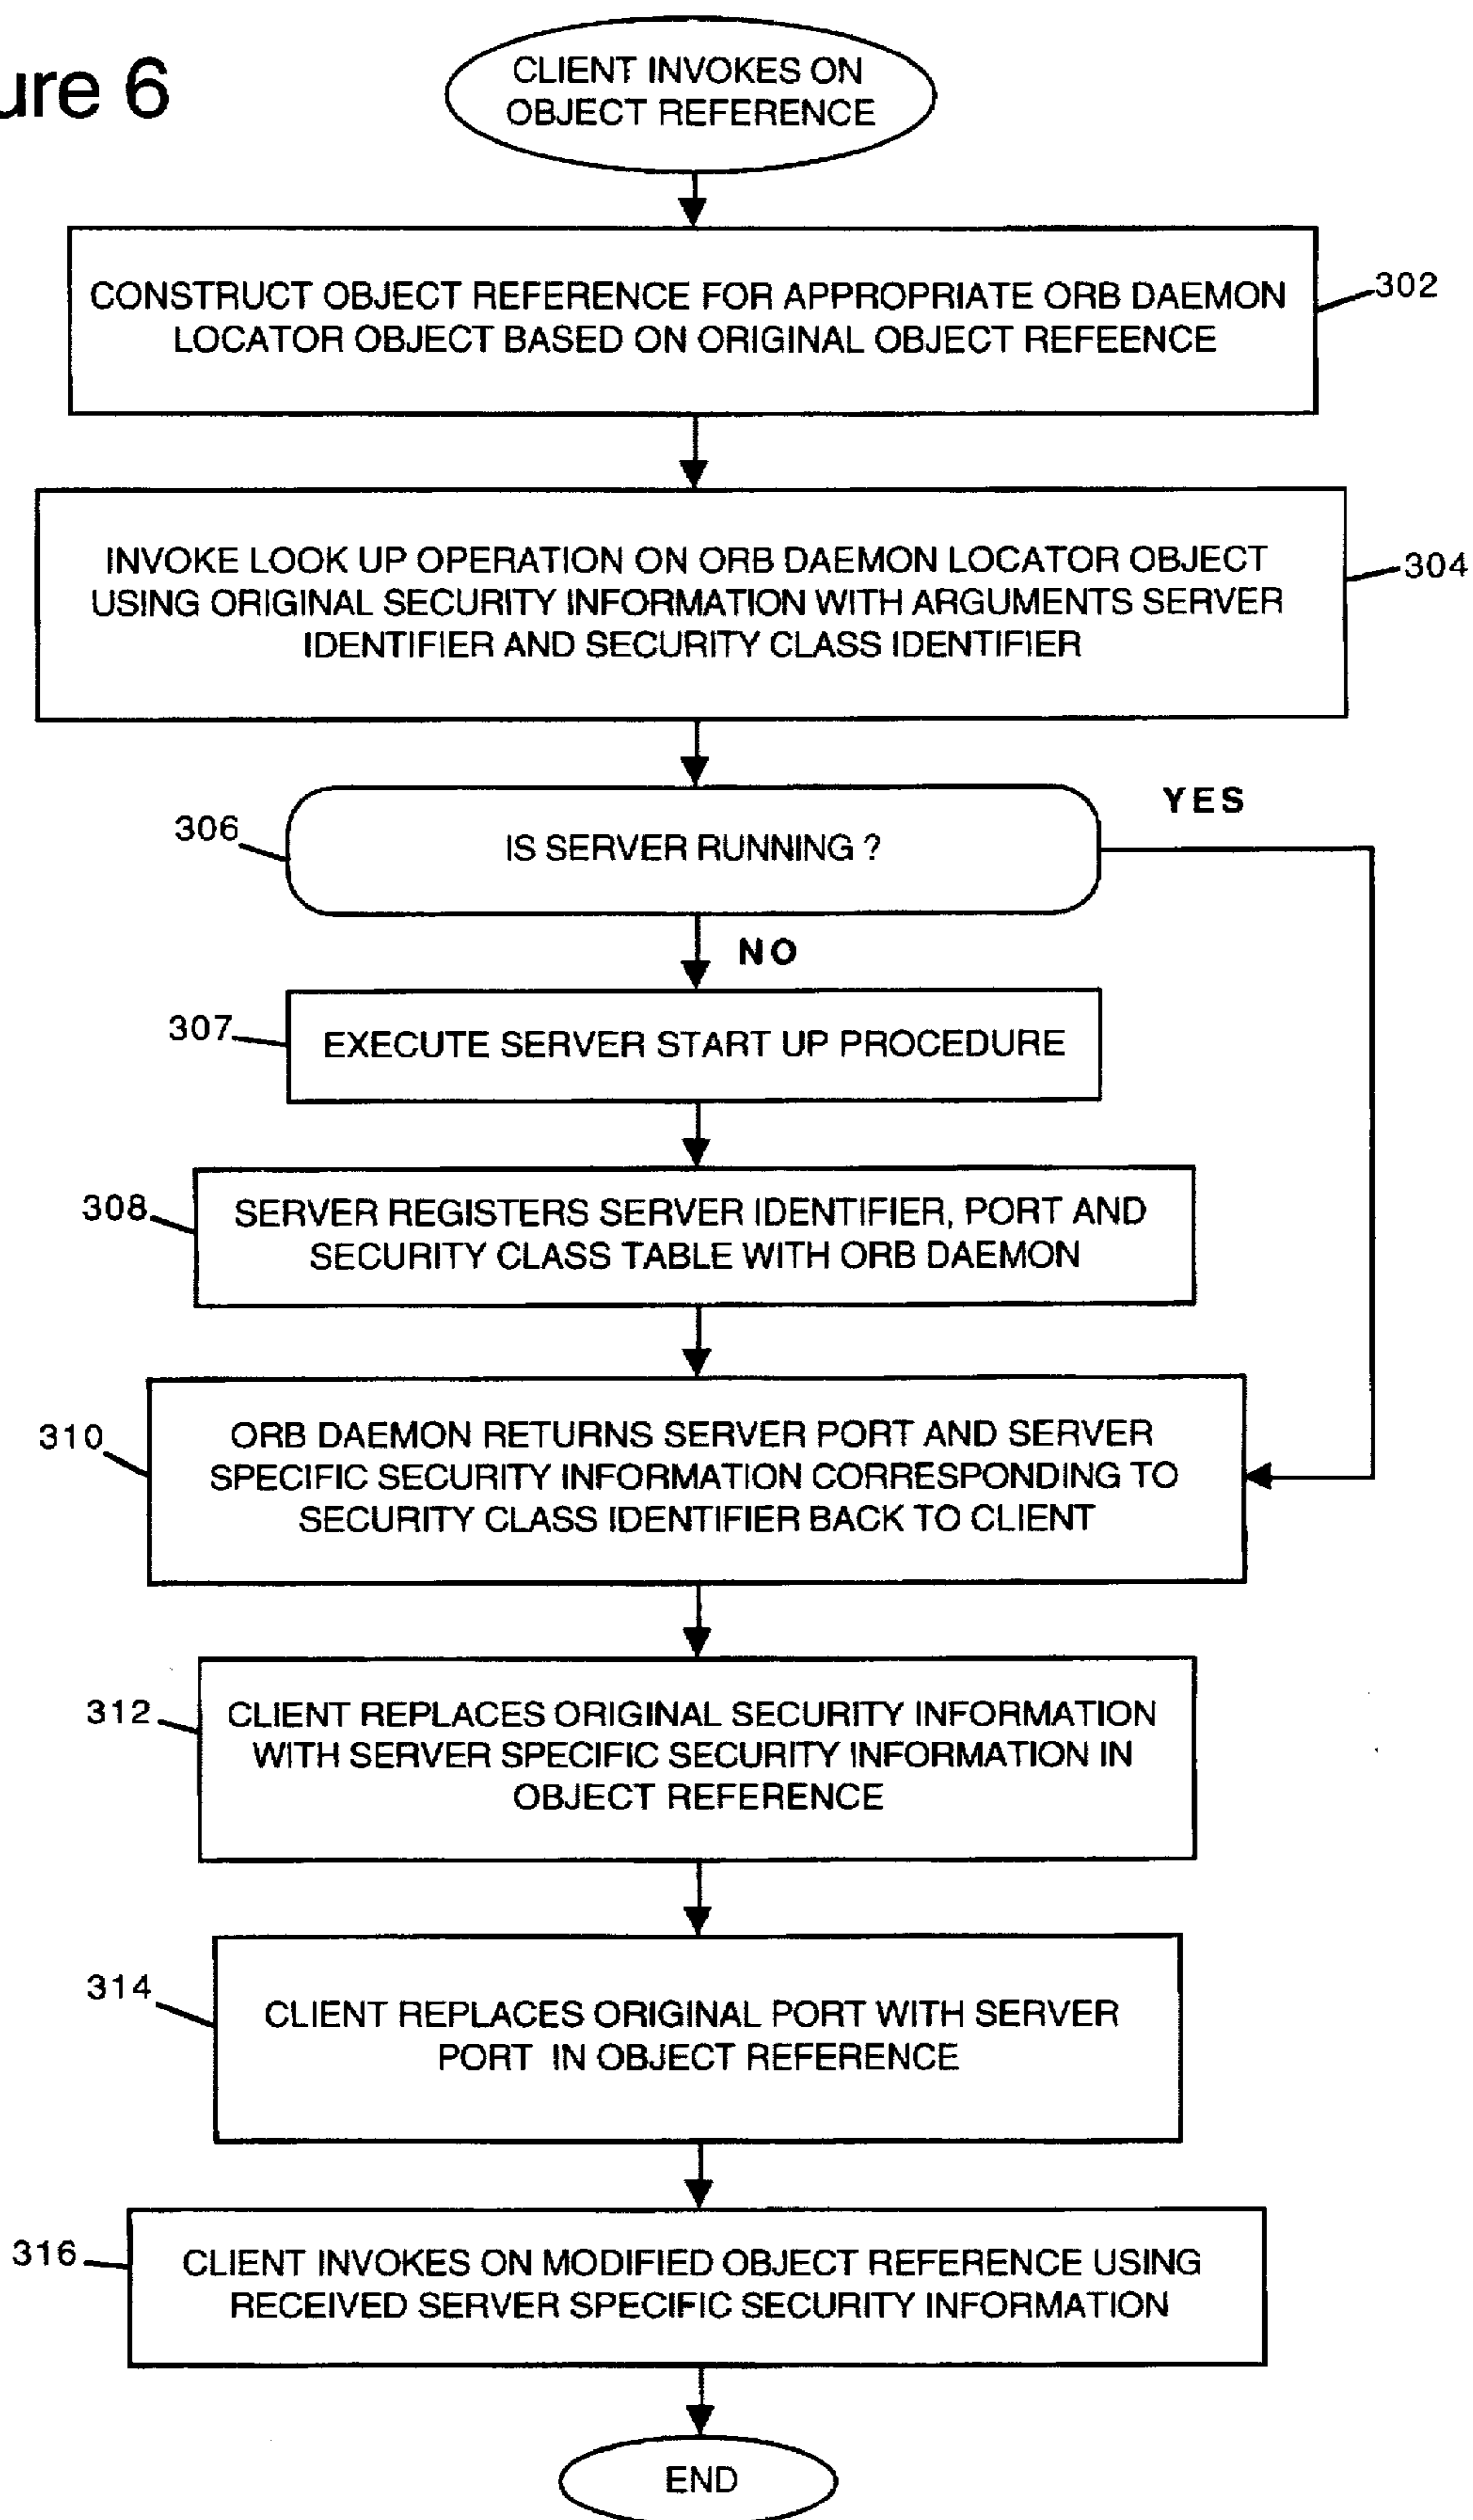 ure 6
CLIENT INVOKES ON
OBJECT REFERENCE
CONSTRUCT OBJECT REFERENCE FOR APPROPRIATE ORB DAEMON
LOCATOR OBJECT BASED ON ORIGINAL OBJECT REFEENCE
302
INVOKE LOOK UP OPERATION ON ORB DAEMON LOCATOR OBJECT
USING ORIGINAL SECURITY INFORMATION WITH ARGUMENTS SERVER
IDENTIFIER AND SECURITY CLASS IDENTIFIER
304
306
IS SERVER RUNNING ?
YES
NO
307
EXECUTE SERVER START UP PROCEDURE
308
SERVER REGISTERS SERVER IDENTIFIER, PORT AND
SECURITY CLASS TABLE WITH ORB DAEMON
310
ORB DAEMON RETURNS SERVER PORT AND SERVER
SPECIFIC SECURITY INFORMATION CORRESPONDING TO
SECURITY CLASS IDENTIFIER BACK TO CLIENT
312
CLIENT REPLACES ORIGINAL SECURITY INFORMATION
WITH SERVER SPECIFIC SECURITY INFORMATION IN
OBJECT REFERENCE
314
CLIENT REPLACES ORIGINAL PORT WITH SERVER
PORT IN OBJECT REFERENCE
316
CLIENT INVOKES ON MODIFIED OBJECT REFERENCE USING
RECEIVED SERVER SPECIFIC SECURITY INFORMATION
END